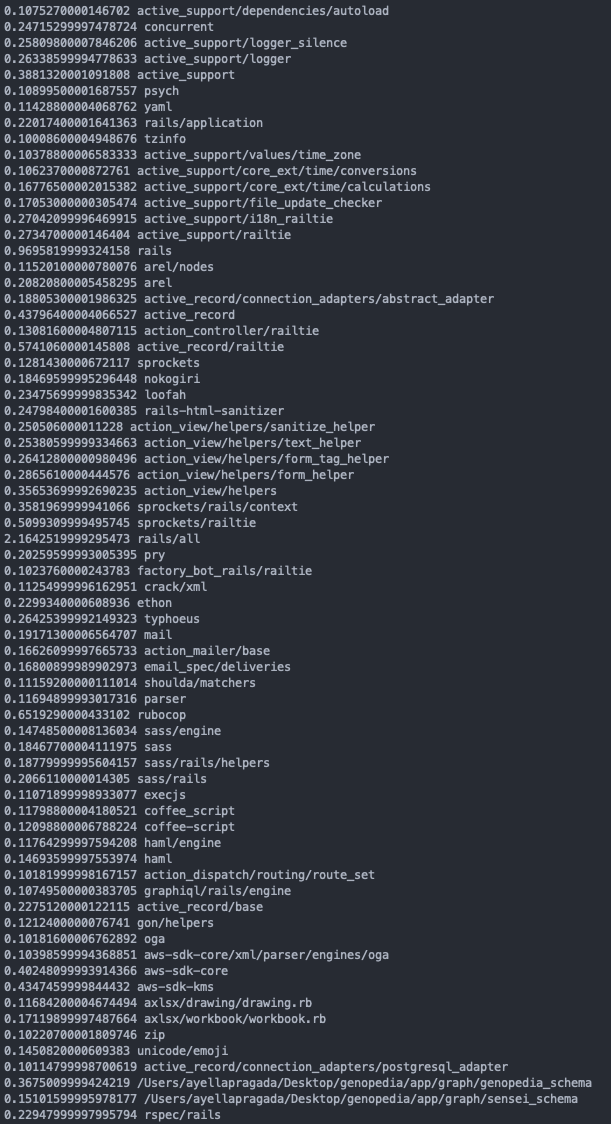 0.1075270000146702 active_support/dependencies/autoload
0.24715299997478724 concurrent
0.25809800007846206 active_support/logger_silence
0.26338599994778633 active_support/logger
0.3881320001091808 active_support
0.10899500001687557 psych
0.11428800004068762 yaml
0.22017400001641363 rails/application
0.10008600004948676 tzinfo
0.10378800006583333 active_support/values/time_zone
0.1062370000872761 active_support/core_ext/time/conversions
0.16776500002015382 active_support/core_ext/time/calculations
0.17053000000305474 active_support/file_update_checker
0.27042099996469915 active_support/i18n_railtie
0.2734700000146404 active_support/railtie
0.9695819999324158 rails
0.11520100000780076 arel/nodes
0.20820800005458295 arel
0.18805300001986325 active_record/connection_adapters/abstract_adapter
0.43796400004066527 active_record
0.13081600004807115 action_controller/railtie
0.5741060000145808 active_record/railtie
0.1281430000672117 sprockets
0.18469599995296448 nokogiri
0.23475699999835342 loofah
0.24798400001600385 rails-html-sanitizer
0.250506000011228 action_view/helpers/sanitize_helper
0.25380599999334663 action_view/helpers/text_helper
0.26412800000980496 action_view/helpers/form_tag_helper
0.2865610000444576 action_view/helpers/form_helper
0.35653699992690235 action_view/helpers
0.3581969999941066 sprockets/rails/context
0.5099309999495745 sprockets/railtie
2.1642519999295473 rails/all
0.20259599993005395 pry
0.1023760000243783 factory_bot_rails/railtie
0.11254999996162951 crack/xml
0.2299340000608936 ethon
0.26425399992149323 typhoeus
0.19171300006564707 mail
0.16626099997665733 action_mailer/base
0.16800899989902973 email_spec/deliveries
0.11159200000111014 shoulda/matchers
0.11694899993017316 parser
0.6519290000433102 rubocop
0.14748500008136034 sass/engine
0.18467700004111975 sass
0.18779999995604157 sass/rails/helpers
0.2066110000014305 sass/rails
0.11071899998933077 execjs
0.11798800004180521 coffee_script
0.12098800006788224 coffee-script
0.11764299997594208 haml/engine
0.14693599997553974 haml
0.10181999998167157 action_dispatch/routing/route_set
0.10749500000383705 graphiql/rails/engine
0.2275120000122115 active_record/base
0.1212400000076741 gon/helpers
0.10181600006762892 oga
0.10398599994368851 aws-sdk-core/xml/parser/engines/oga
0.40248099993914366 aws-sdk-core
0.4347459999844432 aws-sdk-kms
0.11684200004674494 axlsx/drawing/drawing.rb
0.17119899997487664 axlsx/workbook/workbook.rb
0.10220700001809746 zip
0.1450820000609383 unicode/emoji
0.10114799998700619 active_record/connection_adapters/postgresql_adapter
0.3675009999424219 /Users/ayellapragada/Desktop/genopedia/app/graph/genopedia_schema
0.15101599995978177 /Users/ayellapragada/Desktop/genopedia/app/graph/sensei_schema
0.22947999997995794 rspec/rails